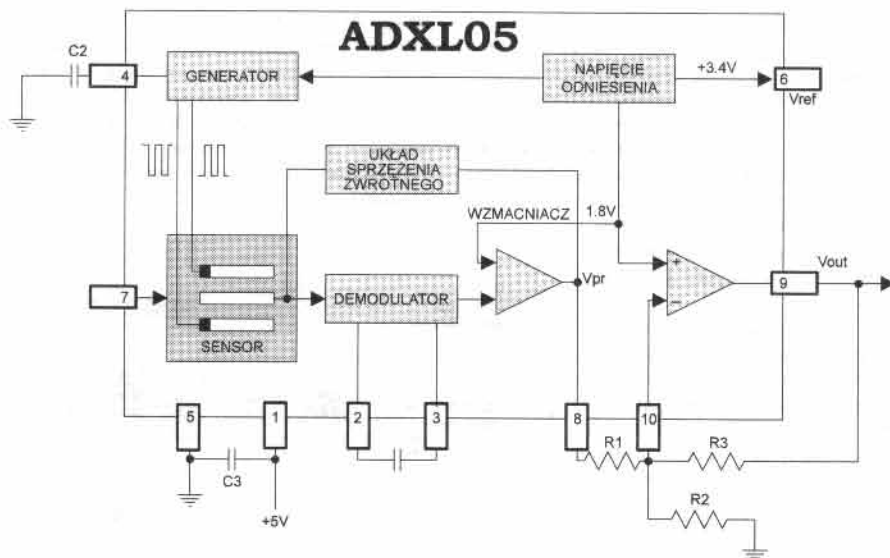 ADXL05
C2
4
GENERATOR
NAPIĘCIE
ODNIESIENIA
+3.4V
6
Vref
UKŁAD
SPRZĘŻENIA
ZWROTNEGO
WZMACNIACZ
1.8V
+
−
Vout
7
DEMODULATOR
Vpr
9
SENSOR
5
1
2
3
8
10
C3
R1
R3
R2
+5V